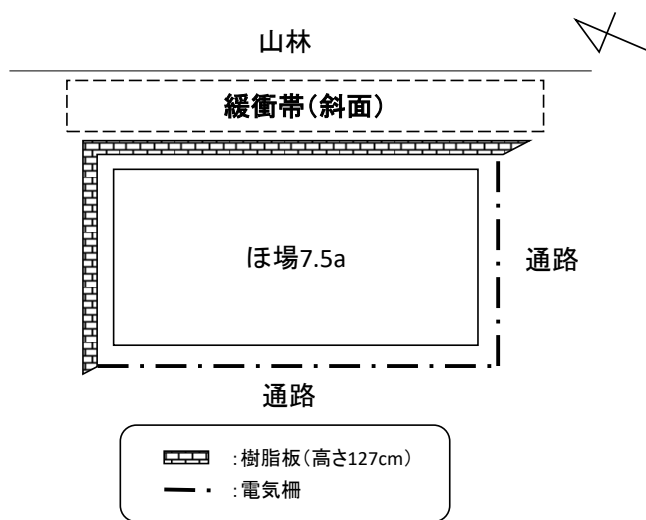 山林
緩衝帯(斜面)
ほ場7.5a
通路
通路
:樹脂板(高さ127cm)
:電気柵